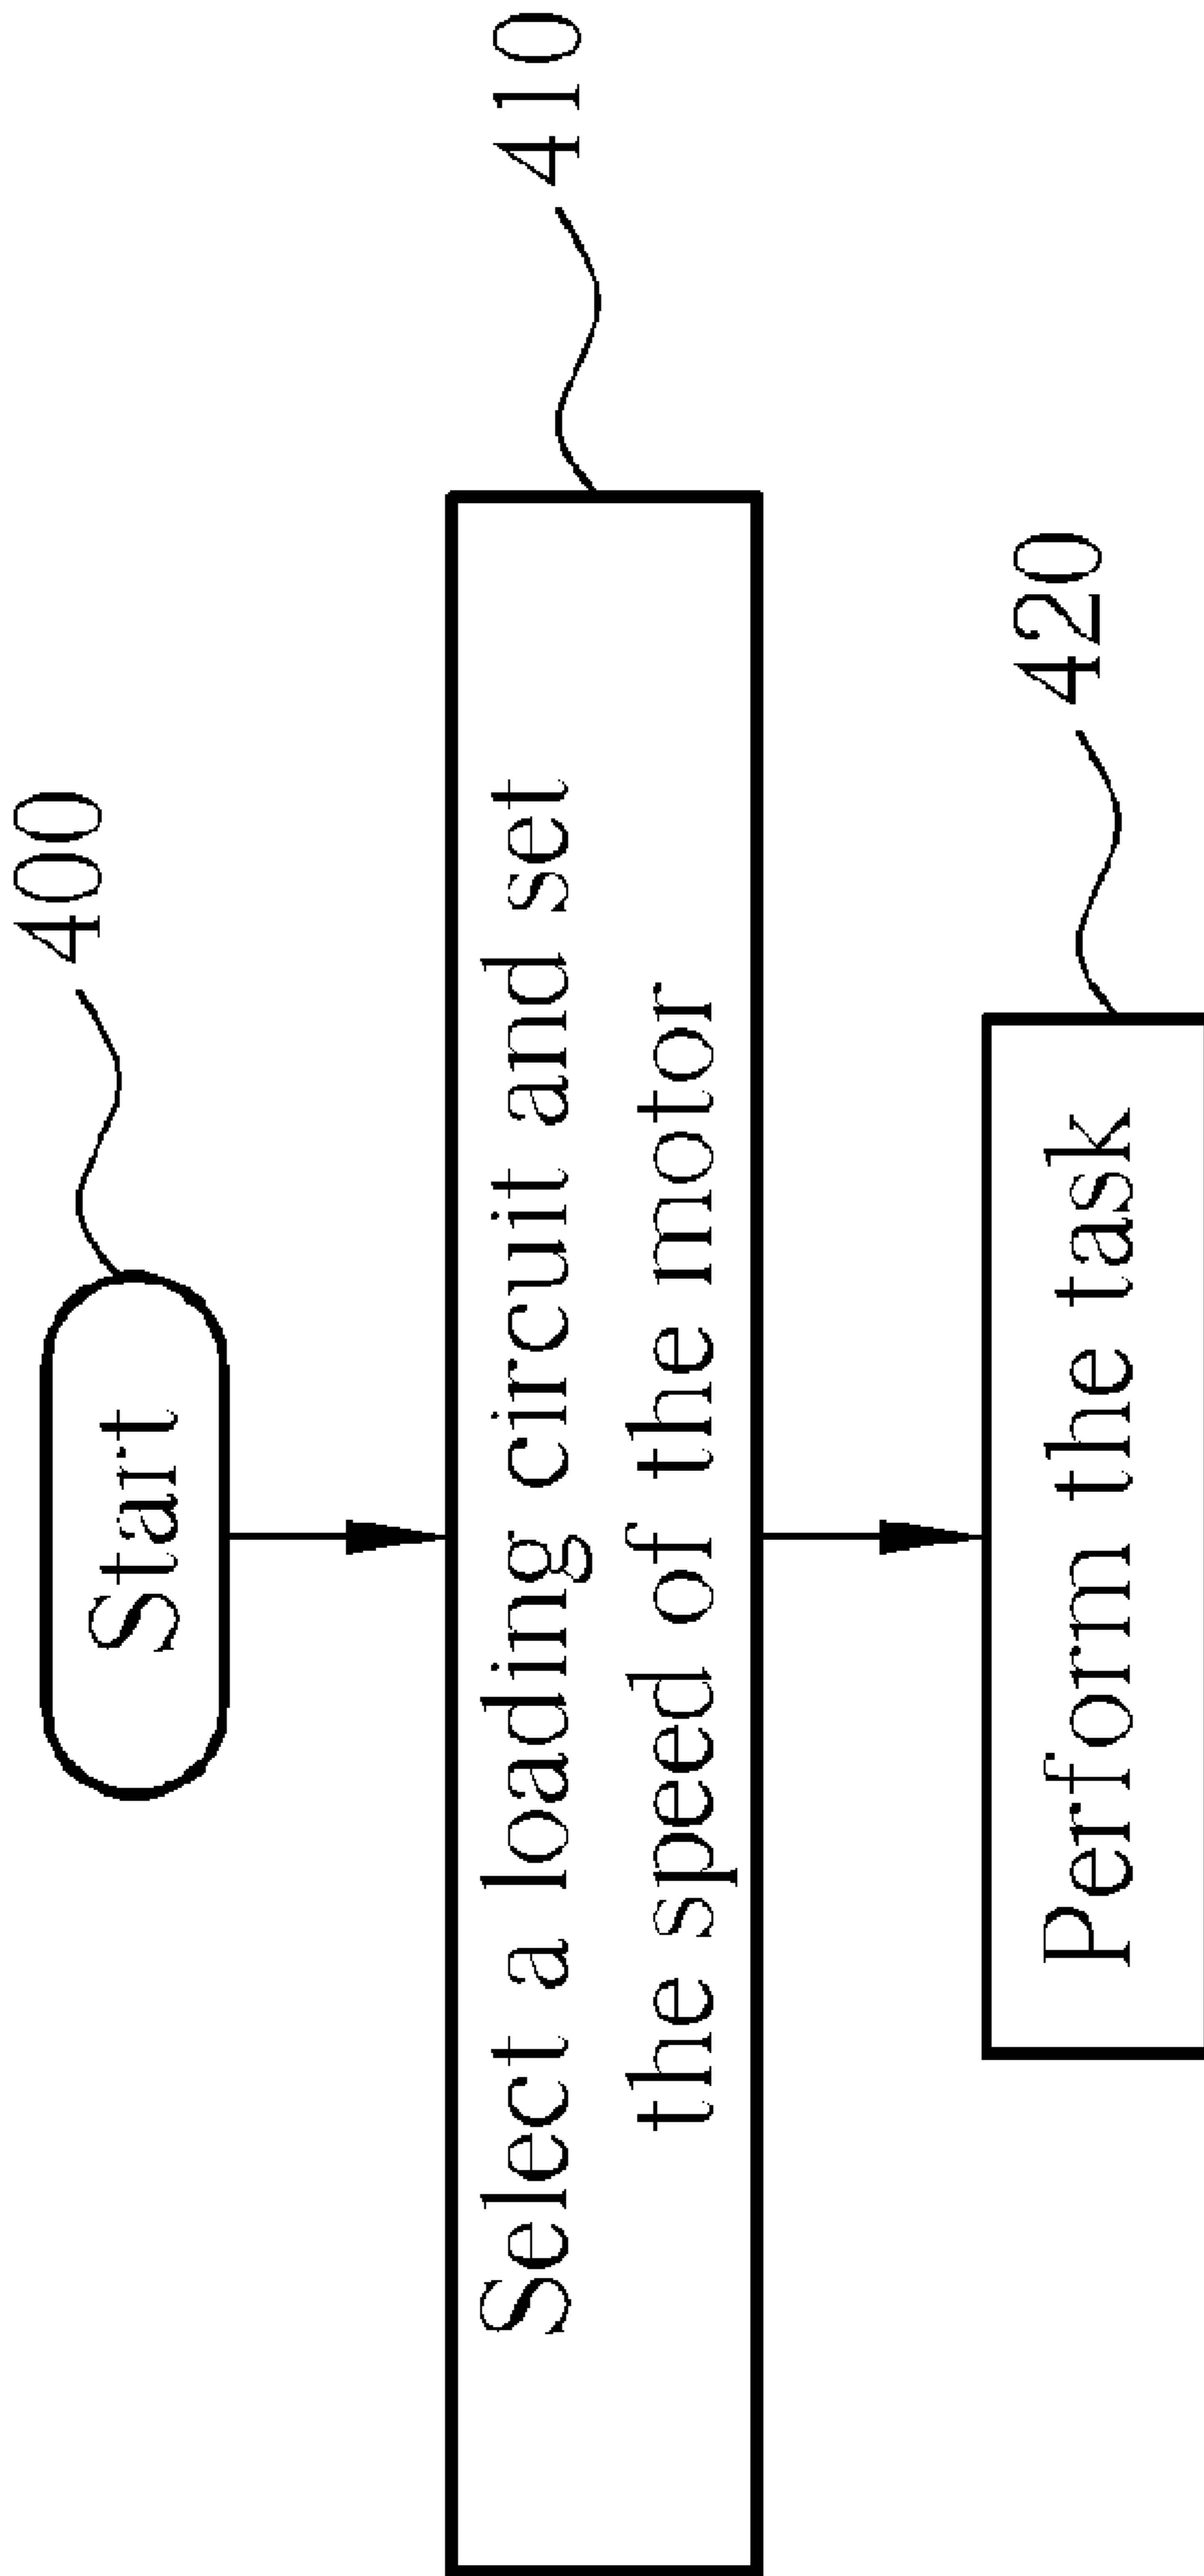 Start
400
Select a loading circuit and set
the speed of the motor
410
Perform the task
420